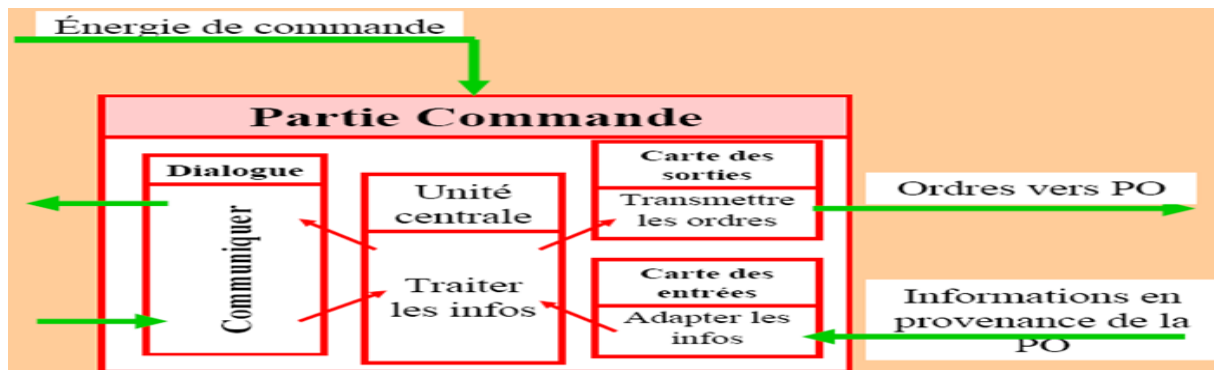 Énergie de commande
Partie Commande
Dialogue
Communiquer
Unité
centrale
Traiter
les infos
Carte des
sorties
Transmettre
les ordres
Carte des
entrées
Adapter les
infos
Ordres vers PO
Informations en
provenance de la
PO